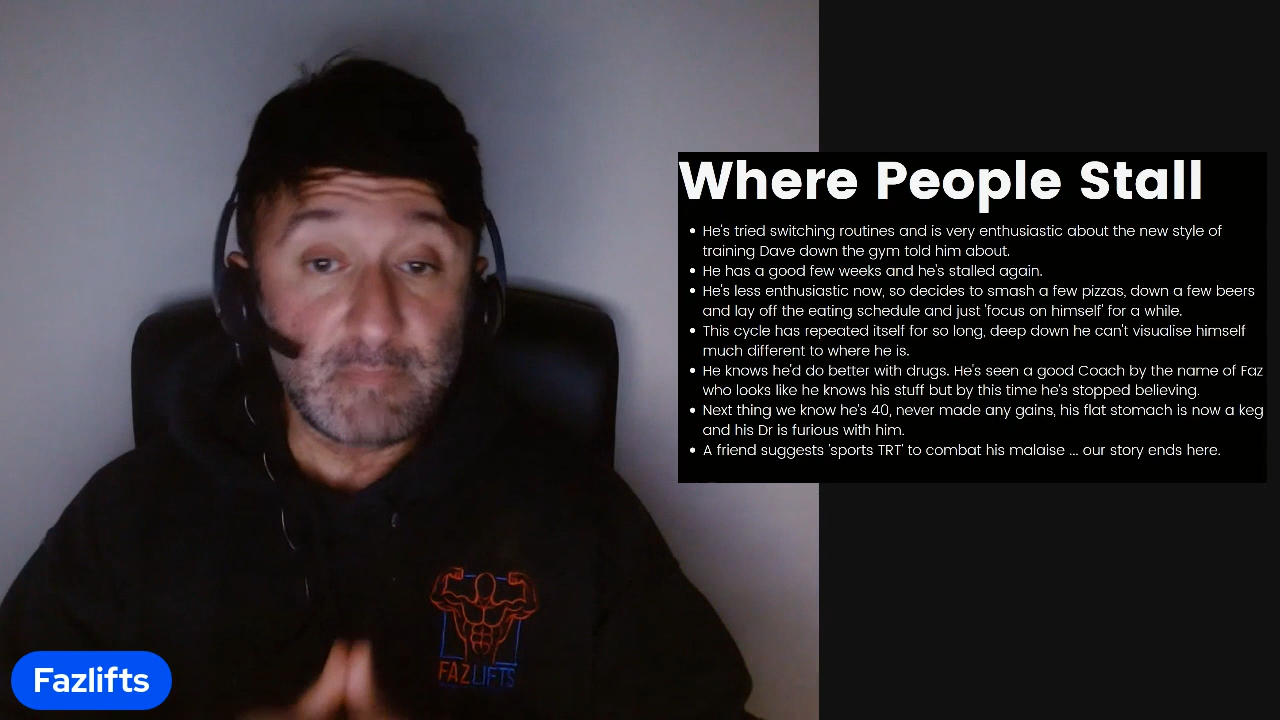 Where People Stall
• He's tried switching routines and is very enthusiastic about the new style of
training Dave down the gym told him about.
• He has a good few weeks and he's stalled again.
• He's less enthusiastic now, so decides to smash a few pizzas, down a few beers
and lay off the eating schedule and just 'focus on himself' for a while.
• This cycle has repeated itself for so long, deep down he can't visualise himself
much different to where he is.
• He knows he'd do better with drugs. He's seen a good Coach by the name of Faz
who looks like he knows his stuff but by this time he's stopped believing.
• Next thing we know he's 40, never made any gains, his flat stomach is now a keg
and his Dr is furious with him.
• A friend suggests 'sports TRT' to combat his malaise ... our story ends here.
FAZLIFTS
Fazlifts